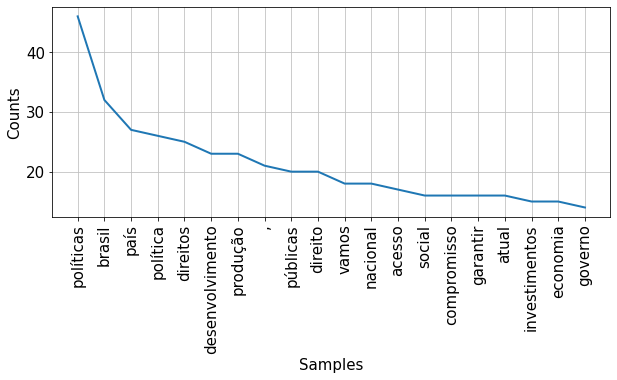 40
30
20
Counts
políticas
brasil
país
política
direitos
desenvolvimento
produção
,
públicas
direito
vamos
nacional
acesso
social
compromisso
garantir
atual
investimentos
economia
governo
Samples